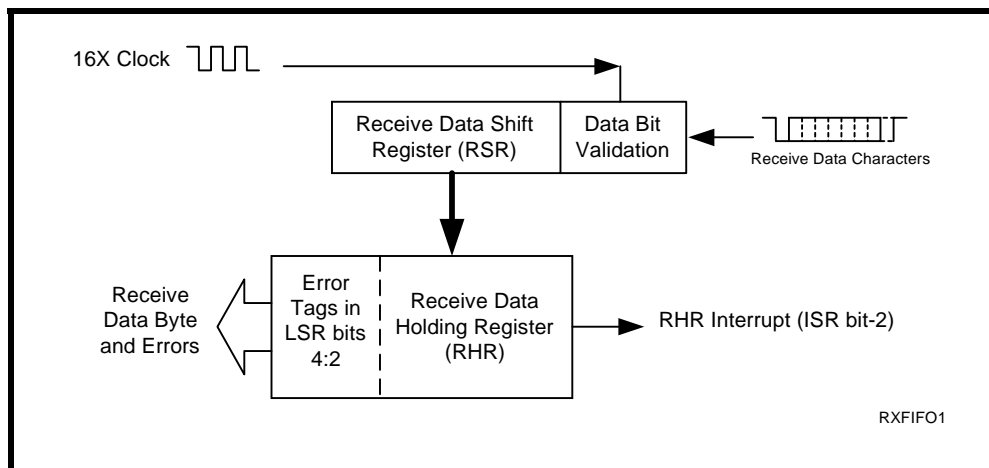 16X Clock
Receive Data Shift
Register (RSR)
Data Bit
Validation
Receive Data Characters
Receive
Data Byte
and Errors
Error
Tags in
LSR bits
4:2
Receive Data
Holding Register
(RHR)
RHR Interrupt (ISR bit-2)
RXFIFO1